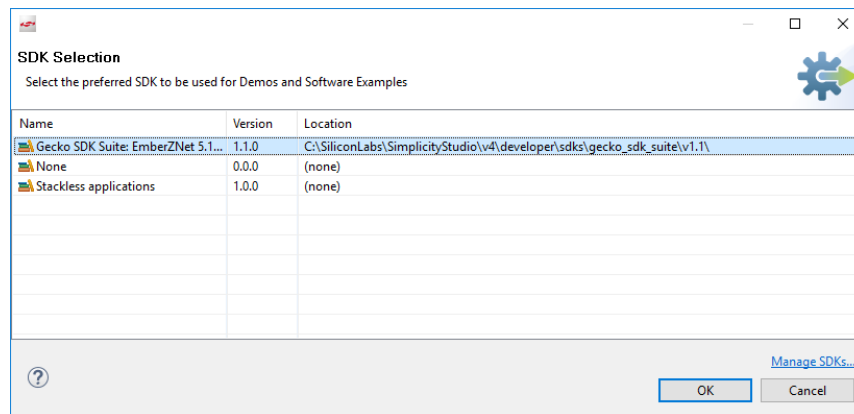 SDK Selection
Select the preferred SDK to be used for Demos and Software Examples
Name Version Location
Gecko SDK Suite: EmberZNet 5.1... 1.1.0 C:\SiliconLabs\SimplicityStudio\v4\developer\sdks\gecko_sdk_suite\v1.1\
None 0.0.0 (none)
Stackless applications 1.0.0 (none)
Manage SDKs...
?
OK Cancel